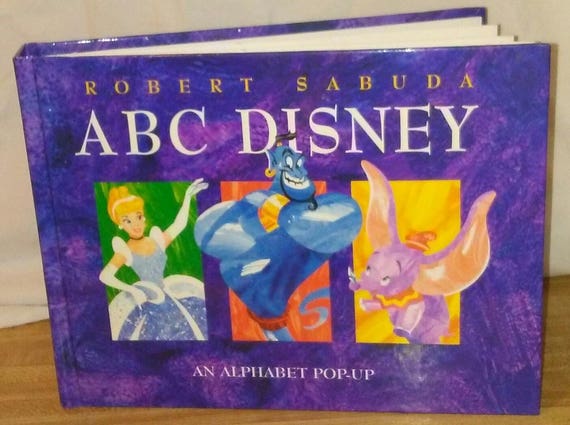 ROBERT SABUDA
ABC DISNEY
AN ALPHABET POP-UP